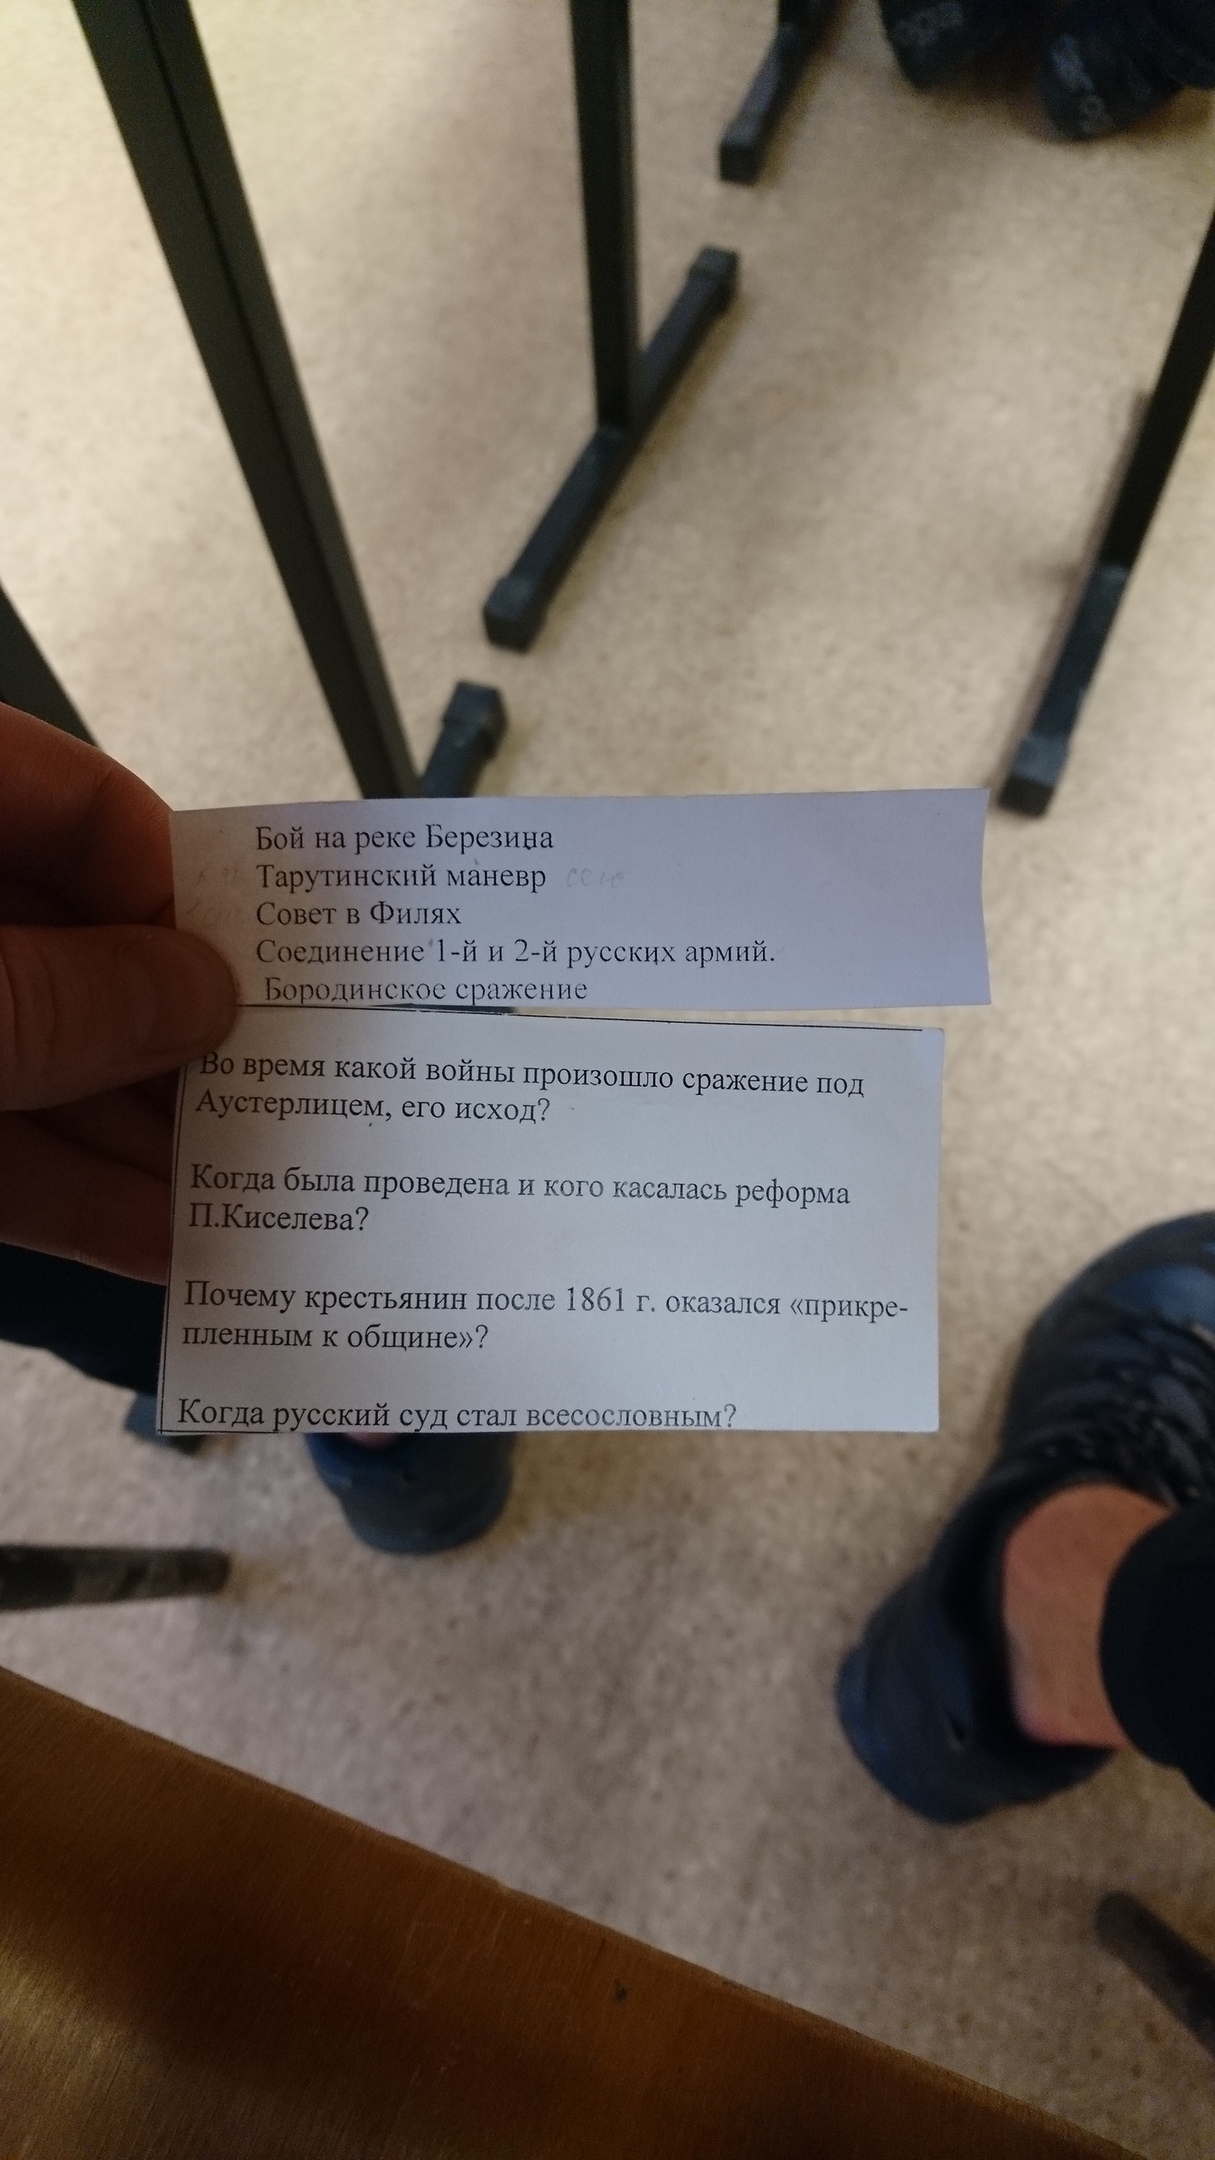 Бой на реке Березина
Тарутинский маневр
Совет в Филях
Соединение 1-й и 2-й русских армий.
Бородинское сражение
Во время какой войны произошло сражение под
Аустерлицем, его исход?
Когда была проведена и кого касалась реформа
П.Киселева?
Почему крестьянин после 1861 г. оказался «прикре-
пленным к общине»?
Когда русский суд стал всесословным?